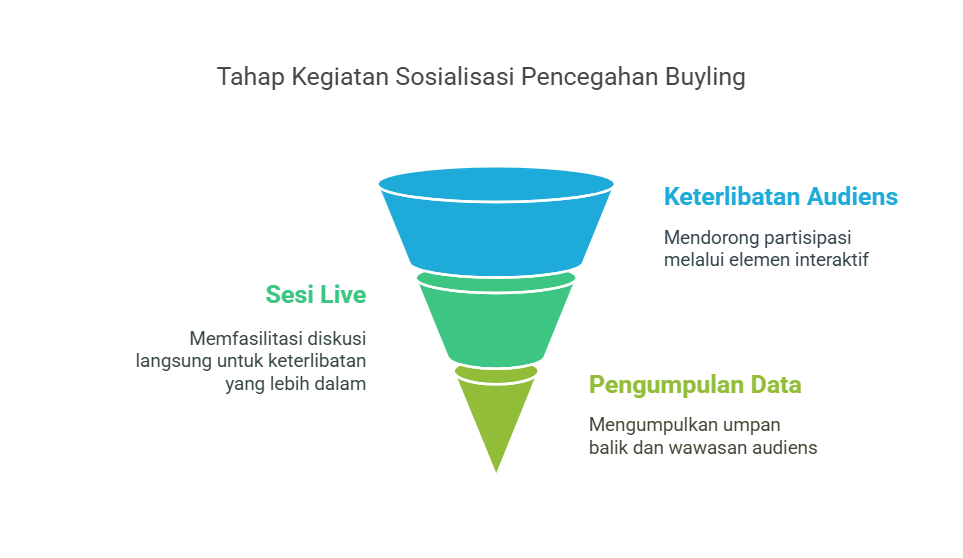 Tahap Kegiatan Sosialisasi Pencegahan Buyling
Keterlibatan Audiens
Mendorong partisipasi
melalui elemen interaktif
Sesi Live
Memfasilitasi diskusi
langsung untuk keterlibatan
yang lebih dalam
Pengumpulan Data
Mengumpulkan umpan
balik dan wawasan audiens